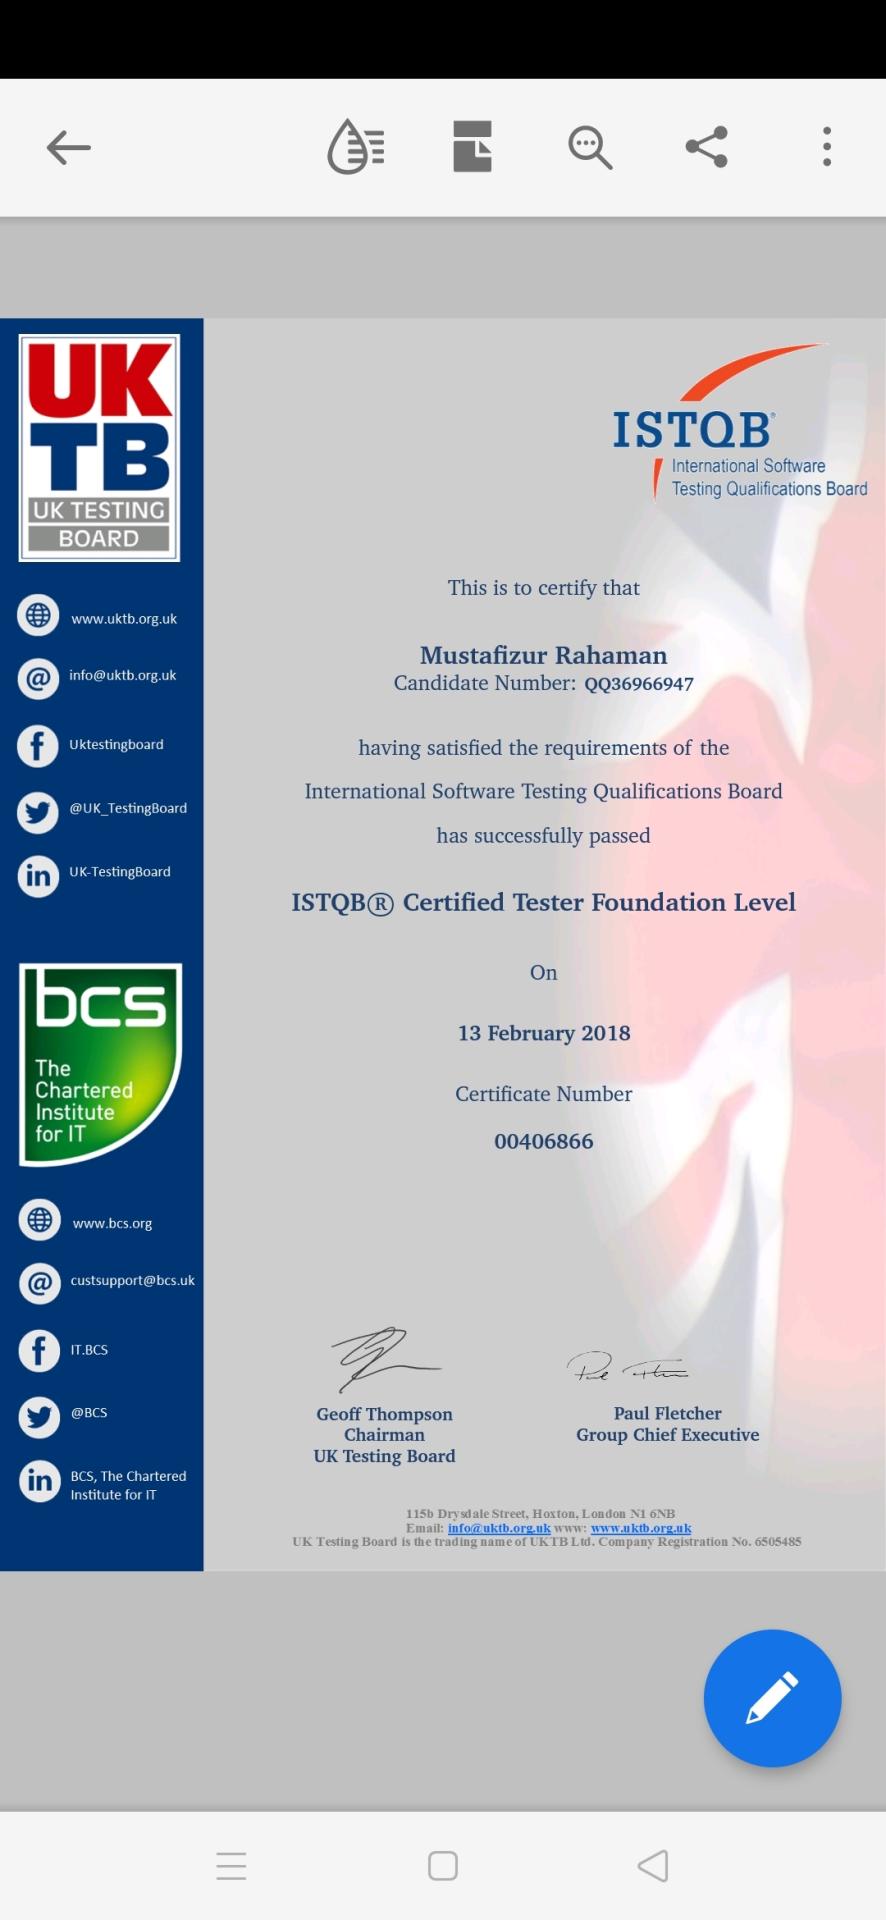 UK
TB
UK TESTING
BOARD
www.uktb.org.uk
info@uktb.org.uk
Uktestingboard
@UK_TestingBoard
UK-TestingBoard
bcs
The
Chartered
Institute
for IT
www.bcs.org
custsupport@bcs.uk
IT.BCS
@BCS
BCS, The Chartered
Institute for IT
ISTQB®
International Software
Testing Qualifications Board
This is to certify that
Mustafizur Rahaman
Candidate Number: QQ36966947
having satisfied the requirements of the
International Software Testing Qualifications Board
has successfully passed
ISTQB® Certified Tester Foundation Level
On
13 February 2018
Certificate Number
00406866
Geoff Thompson
Chairman
UK Testing Board
Paul Fletcher
Group Chief Executive
115b Drysdale Street, Hoxton, London N1 6NB
Email: info@uktb.org.uk www: www.uktb.org.uk
UK Testing Board is the trading name of UKTB Ltd. Company Registration No. 6505485